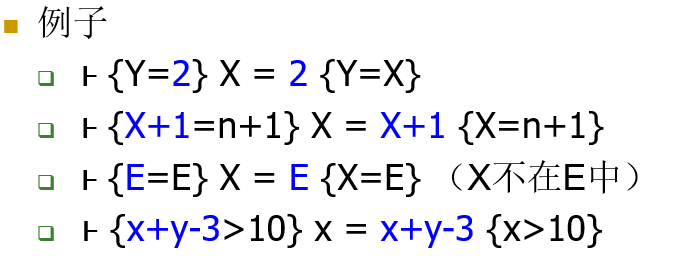 例子
⊢ {Y=2} X = 2 {Y=X}
⊢ {X+1=n+1} X = X+1 {X=n+1}
⊢ {E=E} X = E {X=E} （X不在E中）
⊢ {x+y-3>10} x = x+y-3 {x>10}